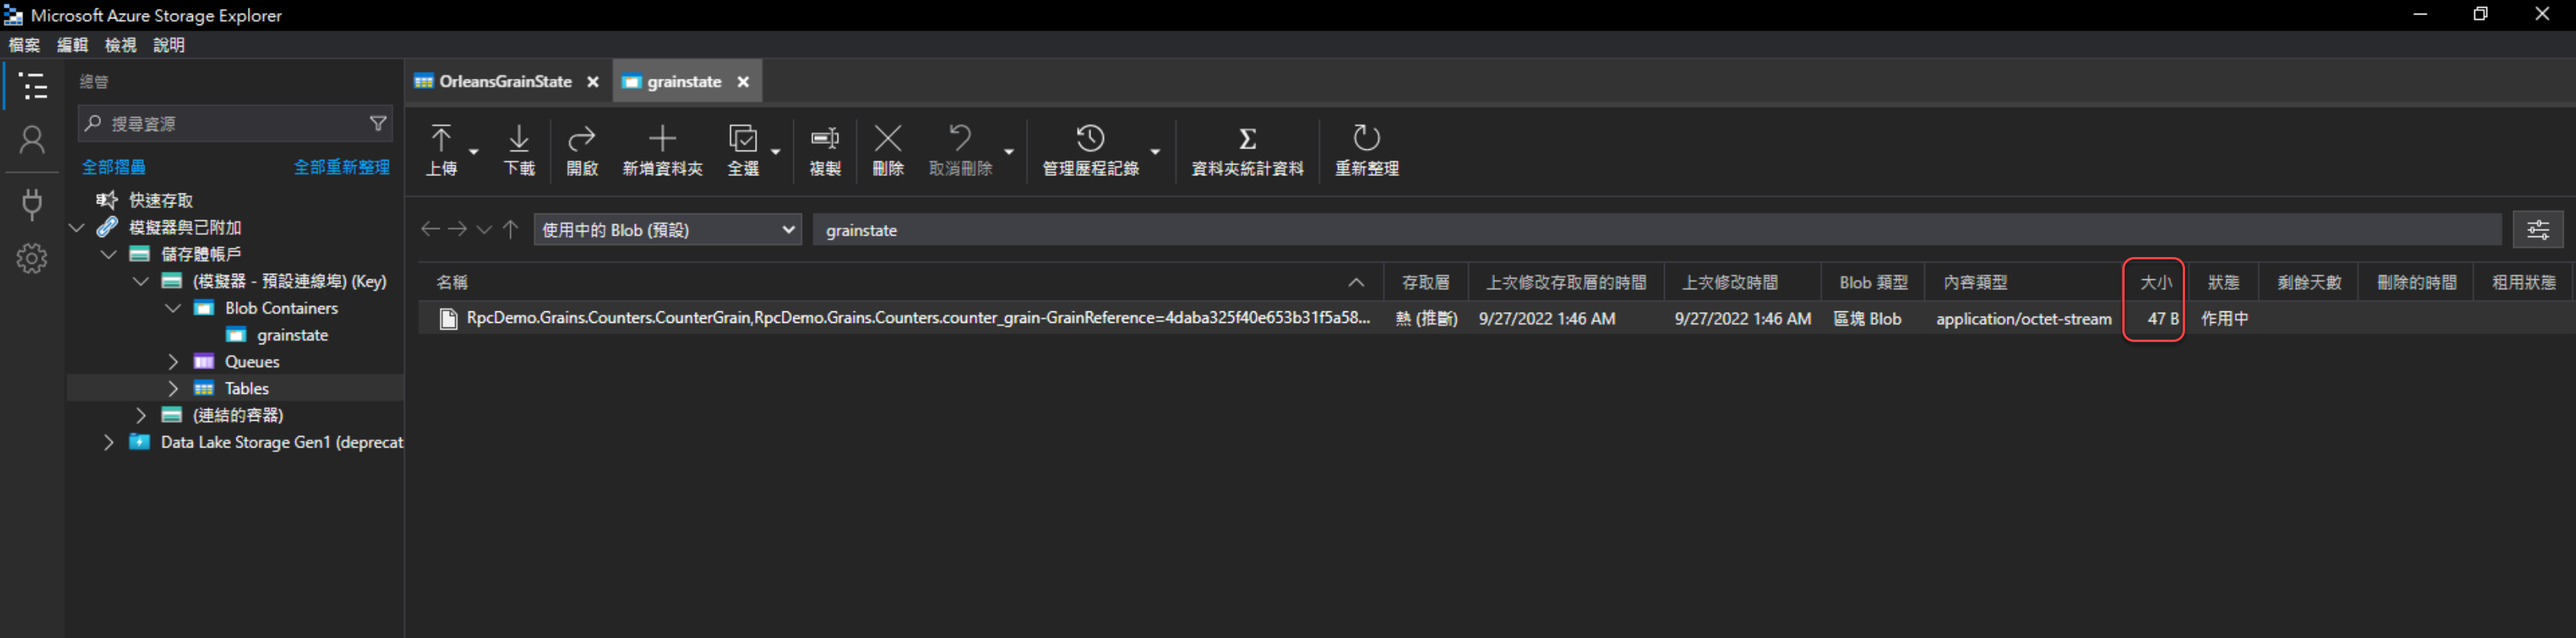 Microsoft Azure Storage Explorer
檔案 編輯 檢視 說明
總管
搜尋資源
全部摺疊 全部重新整理
快速存取
模擬器與已附加
儲存體帳戶
(模擬器 - 預設連線埠) (Key)
Blob Containers
grainstate
Queues
Tables
(連結的容器)
Data Lake Storage Gen1 (deprecat
OrleansGrainState grainstate
上傳 下載 開啟 新增資料夾 全選 複製 刪除 取消刪除 管理歷程記錄 資料夾統計資料 重新整理
使用中的 Blob (預設) grainstate
名稱 存取層 上次修改存取層的時間 上次修改時間 Blob 類型 內容類型 大小 狀態 剩餘天數 刪除的時間 租用狀態
RpcDemo.Grains.Counters.CounterGrain,RpcDemo.Grains.Counters.counter_grain-GrainReference=4daba325f40e653b31f5a58... 熱 (推斷) 9/27/2022 1:46 AM 9/27/2022 1:46 AM 區塊 Blob application/octet-stream 47 B 作用中